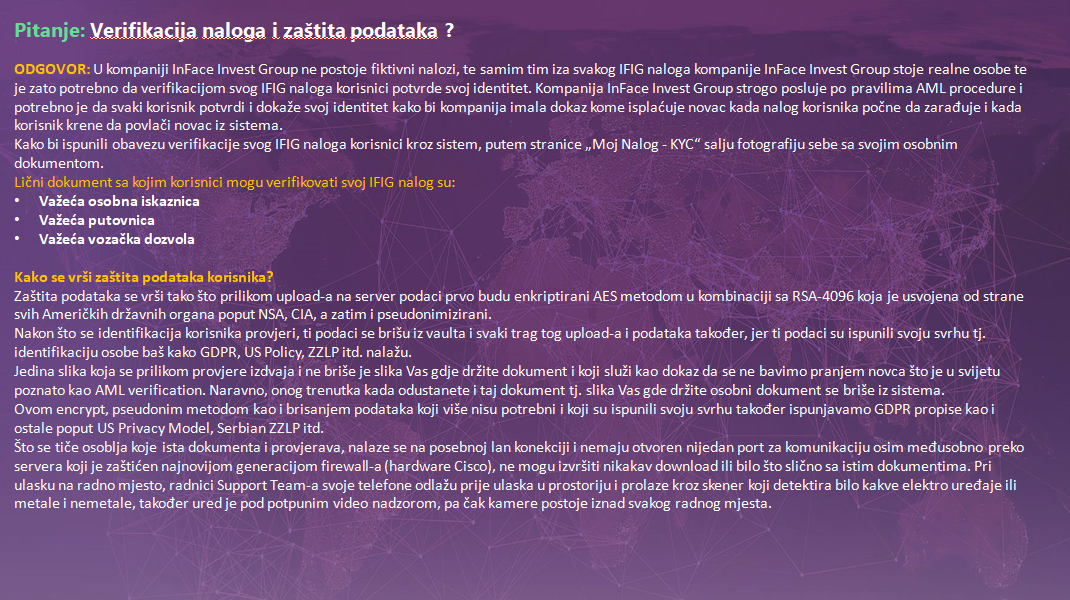 Pitanje: Verifikacija naloga i zaštita podataka ?
ODGOVOR: U kompaniji InFace Invest Group ne postoje fiktivni nalozi, te samim tim iza svakog IFIG naloga kompanije InFace Invest Group stoje realne osobe te
je zato potrebno da verifikacijom svog IFIG naloga korisnici potvrde svoj identitet. Kompanija InFace Invest Group strogo posluje po pravilima AML procedure i
potrebno je da svaki korisnik potvrdi i dokaže svoj identitet kako bi kompanija imala dokaz kome isplaćuje novac kada nalog korisnika počne da zarađuje i kada
korisnik krene da povlači novac iz sistema.
Kako bi ispunili obavezu verifikacije svog IFIG naloga korisnici kroz sistem, putem stranice „Moj Nalog - KYC“ salju fotografiju sebe sa svojim osobnim
dokumentom.
Lični dokument sa kojim korisnici mogu verifikovati svoj IFIG nalog su:
• Važeća osobna iskaznica
• Važeća putovnica
• Važeća vozačka dozvola
Kako se vrši zaštita podataka korisnika?
Zaštita podataka se vrši tako što prilikom upload-a na server podaci prvo budu enkriptirani AES metodom u kombinaciji sa RSA-4096 koja je usvojena od strane
svih Američkih državnih organa poput NSA, CIA, a zatim i pseudonimizirani.
Nakon što se identifikacija korisnika provjeri, ti podaci se brišu iz vaulta i svaki trag tog upload-a i podataka također, jer ti podaci su ispunili svoju svrhu tj.
identifikaciju osobe baš kako GDPR, US Policy, ZZLP itd. nalažu.
Jedina slika koja se prilikom provjere izdvaja i ne briše je slika Vas gdje držite dokument i koji služi kao dokaz da se ne bavimo pranjem novca što je u svijetu
poznato kao AML verification. Naravno, onog trenutka kada odustanete i taj dokument tj. slika Vas gde držite osobni dokument se briše iz sistema.
Ovom encrypt, pseudonim metodom kao i brisanjem podataka koji više nisu potrebni i koji su ispunili svoju svrhu također ispunjavamo GDPR propise kao i
ostale poput US Privacy Model, Serbian ZZLP itd.
Što se tiče osoblja koje ista dokumenta i provjerava, nalaze se na posebnoj lan konekciji i nemaju otvoren nijedan port za komunikaciju osim međusobno preko
servera koji je zaštićen najnovijom generacijom firewall-a (hardware Cisco), ne mogu izvršiti nikakav download ili bilo što slično sa istim dokumentima. Pri
ulasku na radno mjesto, radnici Support Team-a svoje telefone odlažu prije ulaska u prostoriju i prolaze kroz skener koji detektira bilo kakve elektro uređaje ili
metale i nemetale, također ured je pod potpunim video nadzorom, pa čak kamere postoje iznad svakog radnog mjesta.